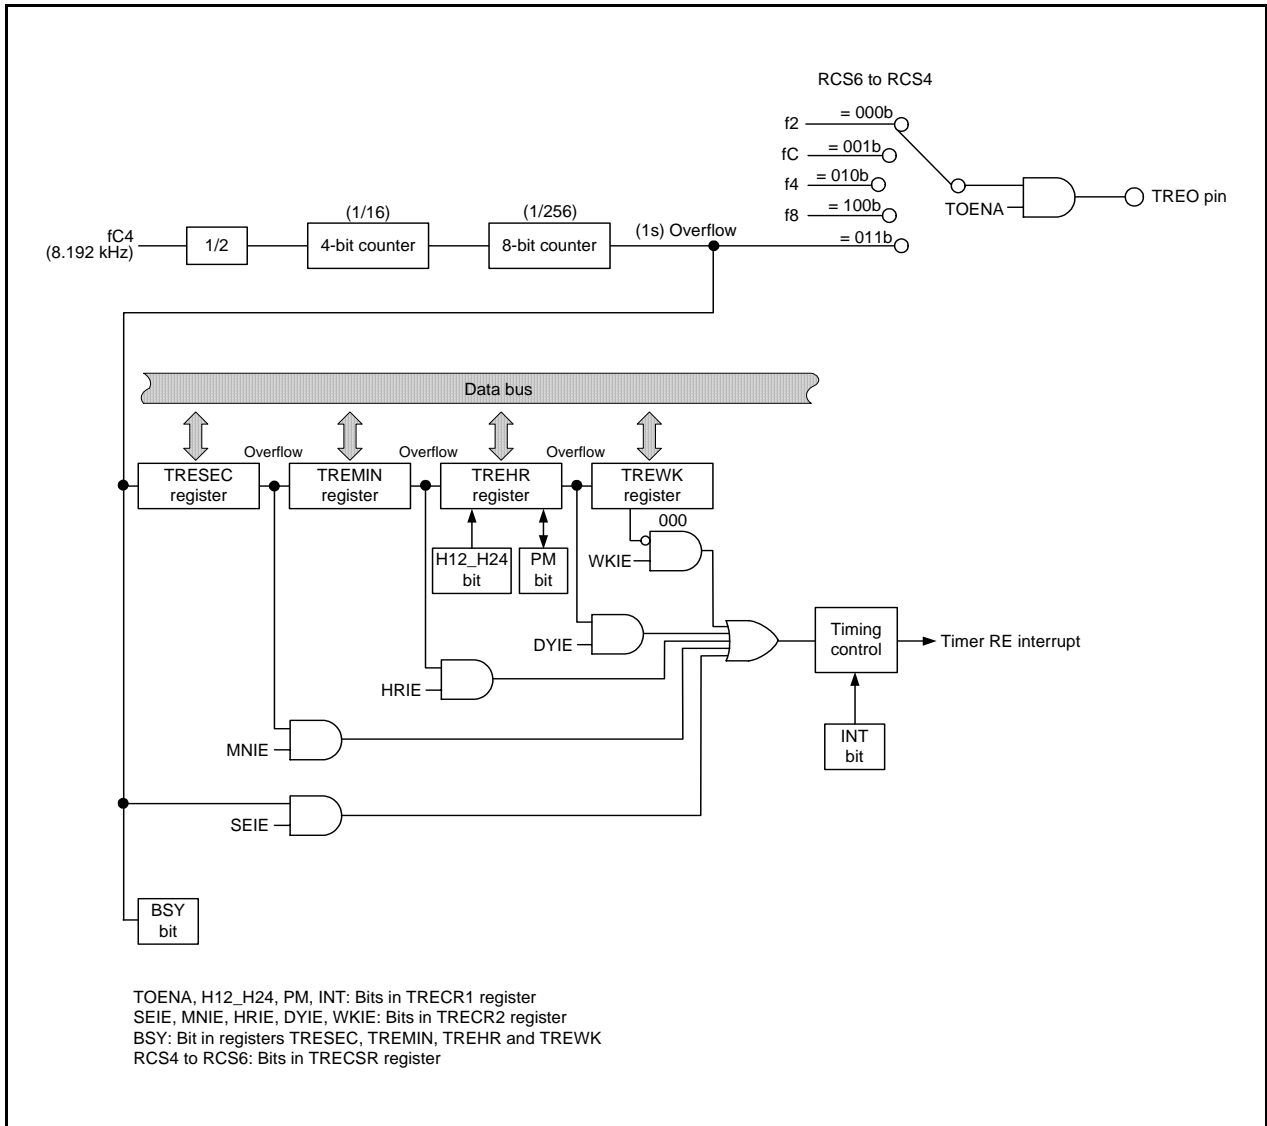 RCS6 to RCS4
f2
= 000b
fC
= 001b
f4
= 010b
f8
= 100b
= 011b
TOENA
TREO pin
fC4
(8.192 kHz)
1/2
(1/16)
4-bit counter
(1/256)
8-bit counter
(1s) Overflow
Data bus
Overflow
Overflow
Overflow
TRESEC
register
TREMIN
register
TREHR
register
TREWK
register
000
H12_H24
bit
PM
bit
WKIE
DYIE
HRIE
MNIE
SEIE
Timing
control
Timer RE interrupt
INT
bit
BSY
bit
TOENA, H12_H24, PM, INT: Bits in TRECR1 register
SEIE, MNIE, HRIE, DYIE, WKIE: Bits in TRECR2 register
BSY: Bit in registers TRESEC, TREMIN, TREHR and TREWK
RCS4 to RCS6: Bits in TRECSR register